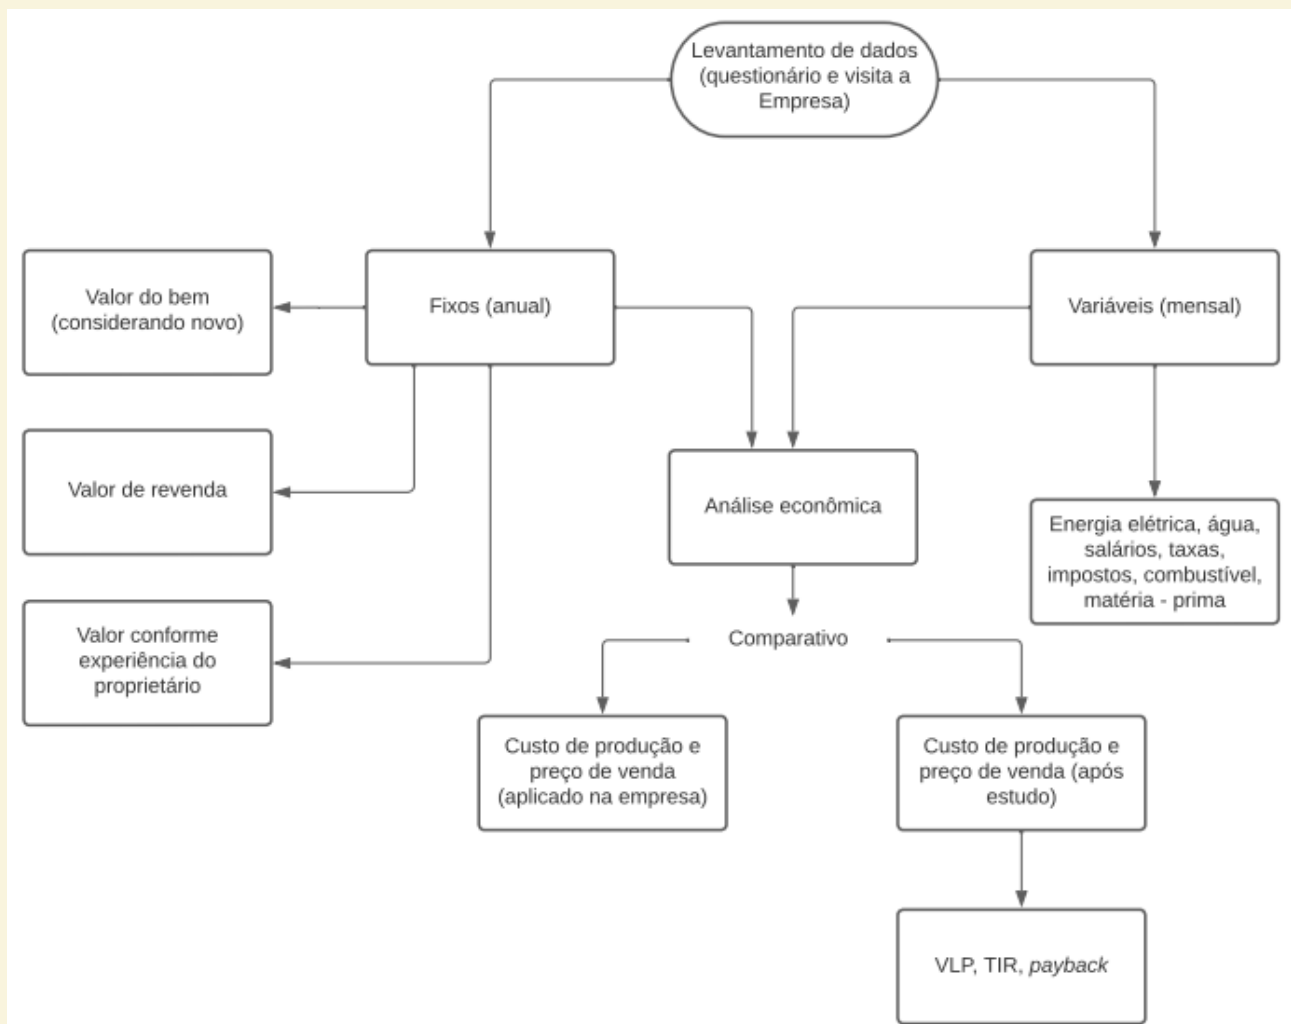 Levantamento de dados
(questionário e visita a
Empresa)
Valor do bem
(considerando novo)
Fixos (anual)
Variáveis (mensal)
Valor de revenda
Análise econômica
Energia elétrica, água,
salários, taxas,
impostos, combustível,
matéria - prima
Valor conforme
experiência do
proprietário
Comparativo
Custo de produção e
preço de venda
(aplicado na empresa)
Custo de produção e
preço de venda (após
estudo)
VLP, TIR, payback